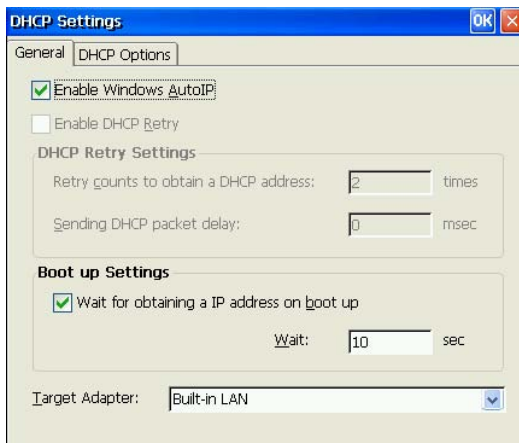 DHCP Settings OK
General DHCP Options
Enable Windows AutoIP
Enable DHCP Retry
DHCP Retry Settings
Retry counts to obtain a DHCP address: 2 times
Sending DHCP packet delay: 0 msec
Boot up Settings
Wait for obtaining a IP address on boot up
Wait: 10 sec
Target Adapter: Built-in LAN